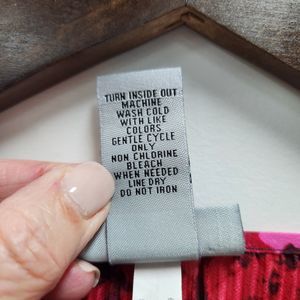 TURN INSIDE OUT
MACHINE
WASH COLD
WITH LIKE
COLORS
GENTLE CYCLE
ONLY
NON CHLORINE
BLEACH
WHEN NEEDED
LINE DRY
DO NOT IRON